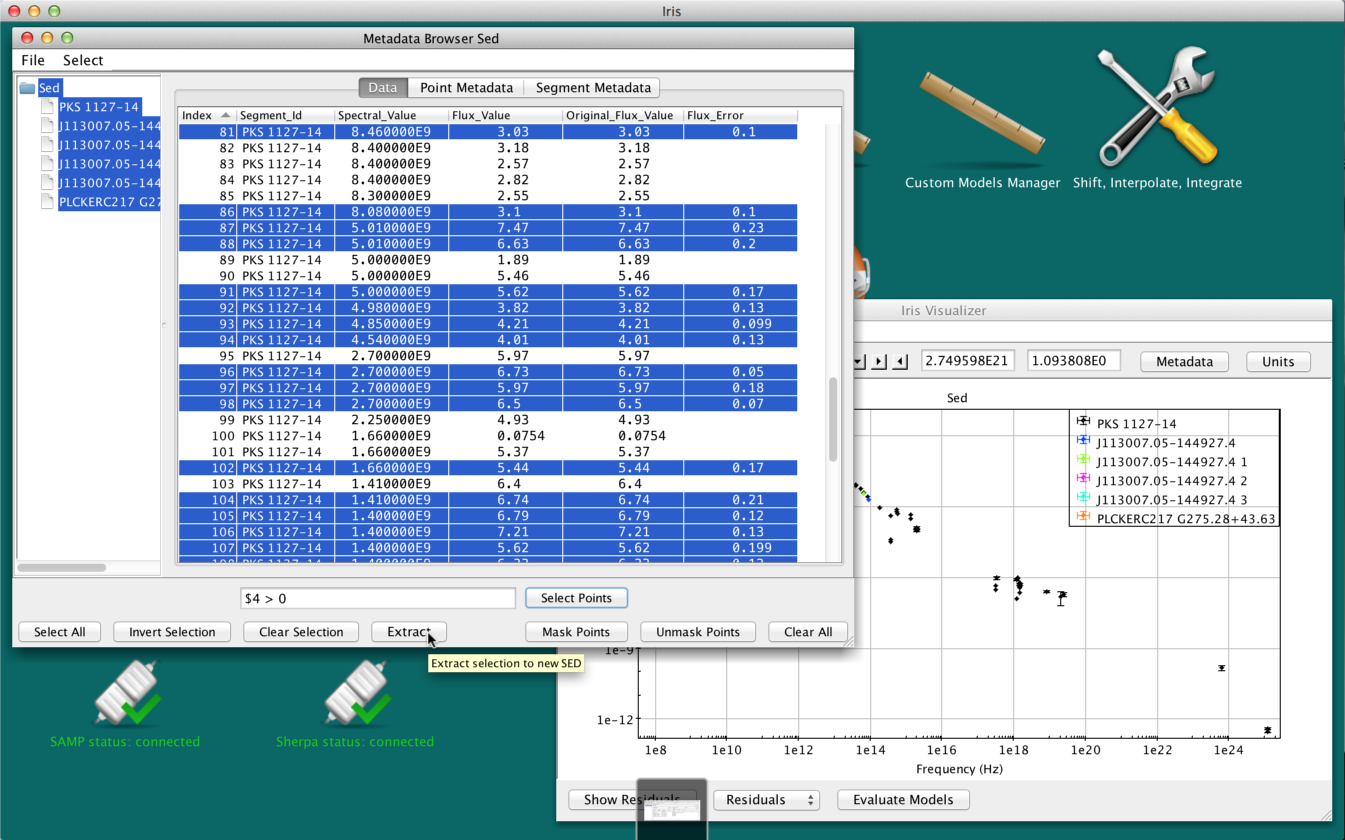 Iris
Metadata Browser Sed
File Select
Sed
PKS 1127-14
J113007.05-144
J113007.05-144
J113007.05-144
J113007.05-144
PLCKERC217 G27
Data Point Metadata Segment Metadata
Index Segment_Id Spectral_Value Flux_Value Original_Flux_Value Flux_Error
81 PKS 1127-14 8.460000E9 3.03 3.03 0.1
82 PKS 1127-14 8.400000E9 3.18 3.18
83 PKS 1127-14 8.400000E9 2.57 2.57
84 PKS 1127-14 8.400000E9 2.82 2.82
85 PKS 1127-14 8.300000E9 2.55 2.55
86 PKS 1127-14 8.080000E9 3.1 3.1 0.1
87 PKS 1127-14 5.010000E9 7.47 7.47 0.23
88 PKS 1127-14 5.010000E9 6.63 6.63 0.2
89 PKS 1127-14 5.000000E9 1.89 1.89
90 PKS 1127-14 5.000000E9 5.46 5.46
91 PKS 1127-14 5.000000E9 5.62 5.62 0.17
92 PKS 1127-14 4.980000E9 3.82 3.82 0.13
93 PKS 1127-14 4.850000E9 4.21 4.21 0.099
94 PKS 1127-14 4.540000E9 4.01 4.01 0.13
95 PKS 1127-14 2.700000E9 5.97 5.97
96 PKS 1127-14 2.700000E9 6.73 6.73 0.05
97 PKS 1127-14 2.700000E9 5.97 5.97 0.18
98 PKS 1127-14 2.700000E9 6.5 6.5 0.07
99 PKS 1127-14 2.250000E9 4.93 4.93
100 PKS 1127-14 1.660000E9 0.0754 0.0754
101 PKS 1127-14 1.660000E9 5.37 5.37
102 PKS 1127-14 1.660000E9 5.44 5.44 0.17
103 PKS 1127-14 1.410000E9 6.4 6.4
104 PKS 1127-14 1.410000E9 6.74 6.74 0.21
105 PKS 1127-14 1.400000E9 6.79 6.79 0.12
106 PKS 1127-14 1.400000E9 7.21 7.21 0.13
107 PKS 1127-14 1.400000E9 5.62 5.62 0.199
$4 > 0 Select Points
Select All Invert Selection Clear Selection Extract Mask Points Unmask Points Clear All
Extract selection to new SED
Custom Models Manager Shift, Interpolate, Integrate
Iris Visualizer
2.749598E21 1.093808E0 Metadata Units
Sed
PKS 1127-14
J113007.05-144927.4
J113007.05-144927.4 1
J113007.05-144927.4 2
J113007.05-144927.4 3
PLCKERC217 G275.28+43.63
1e-9
1e-12
1e8 1e10 1e12 1e14 1e16 1e18 1e20 1e22 1e24
Frequency (Hz)
Show Residuals Residuals Evaluate Models
SAMP status: connected Sherpa status: connected